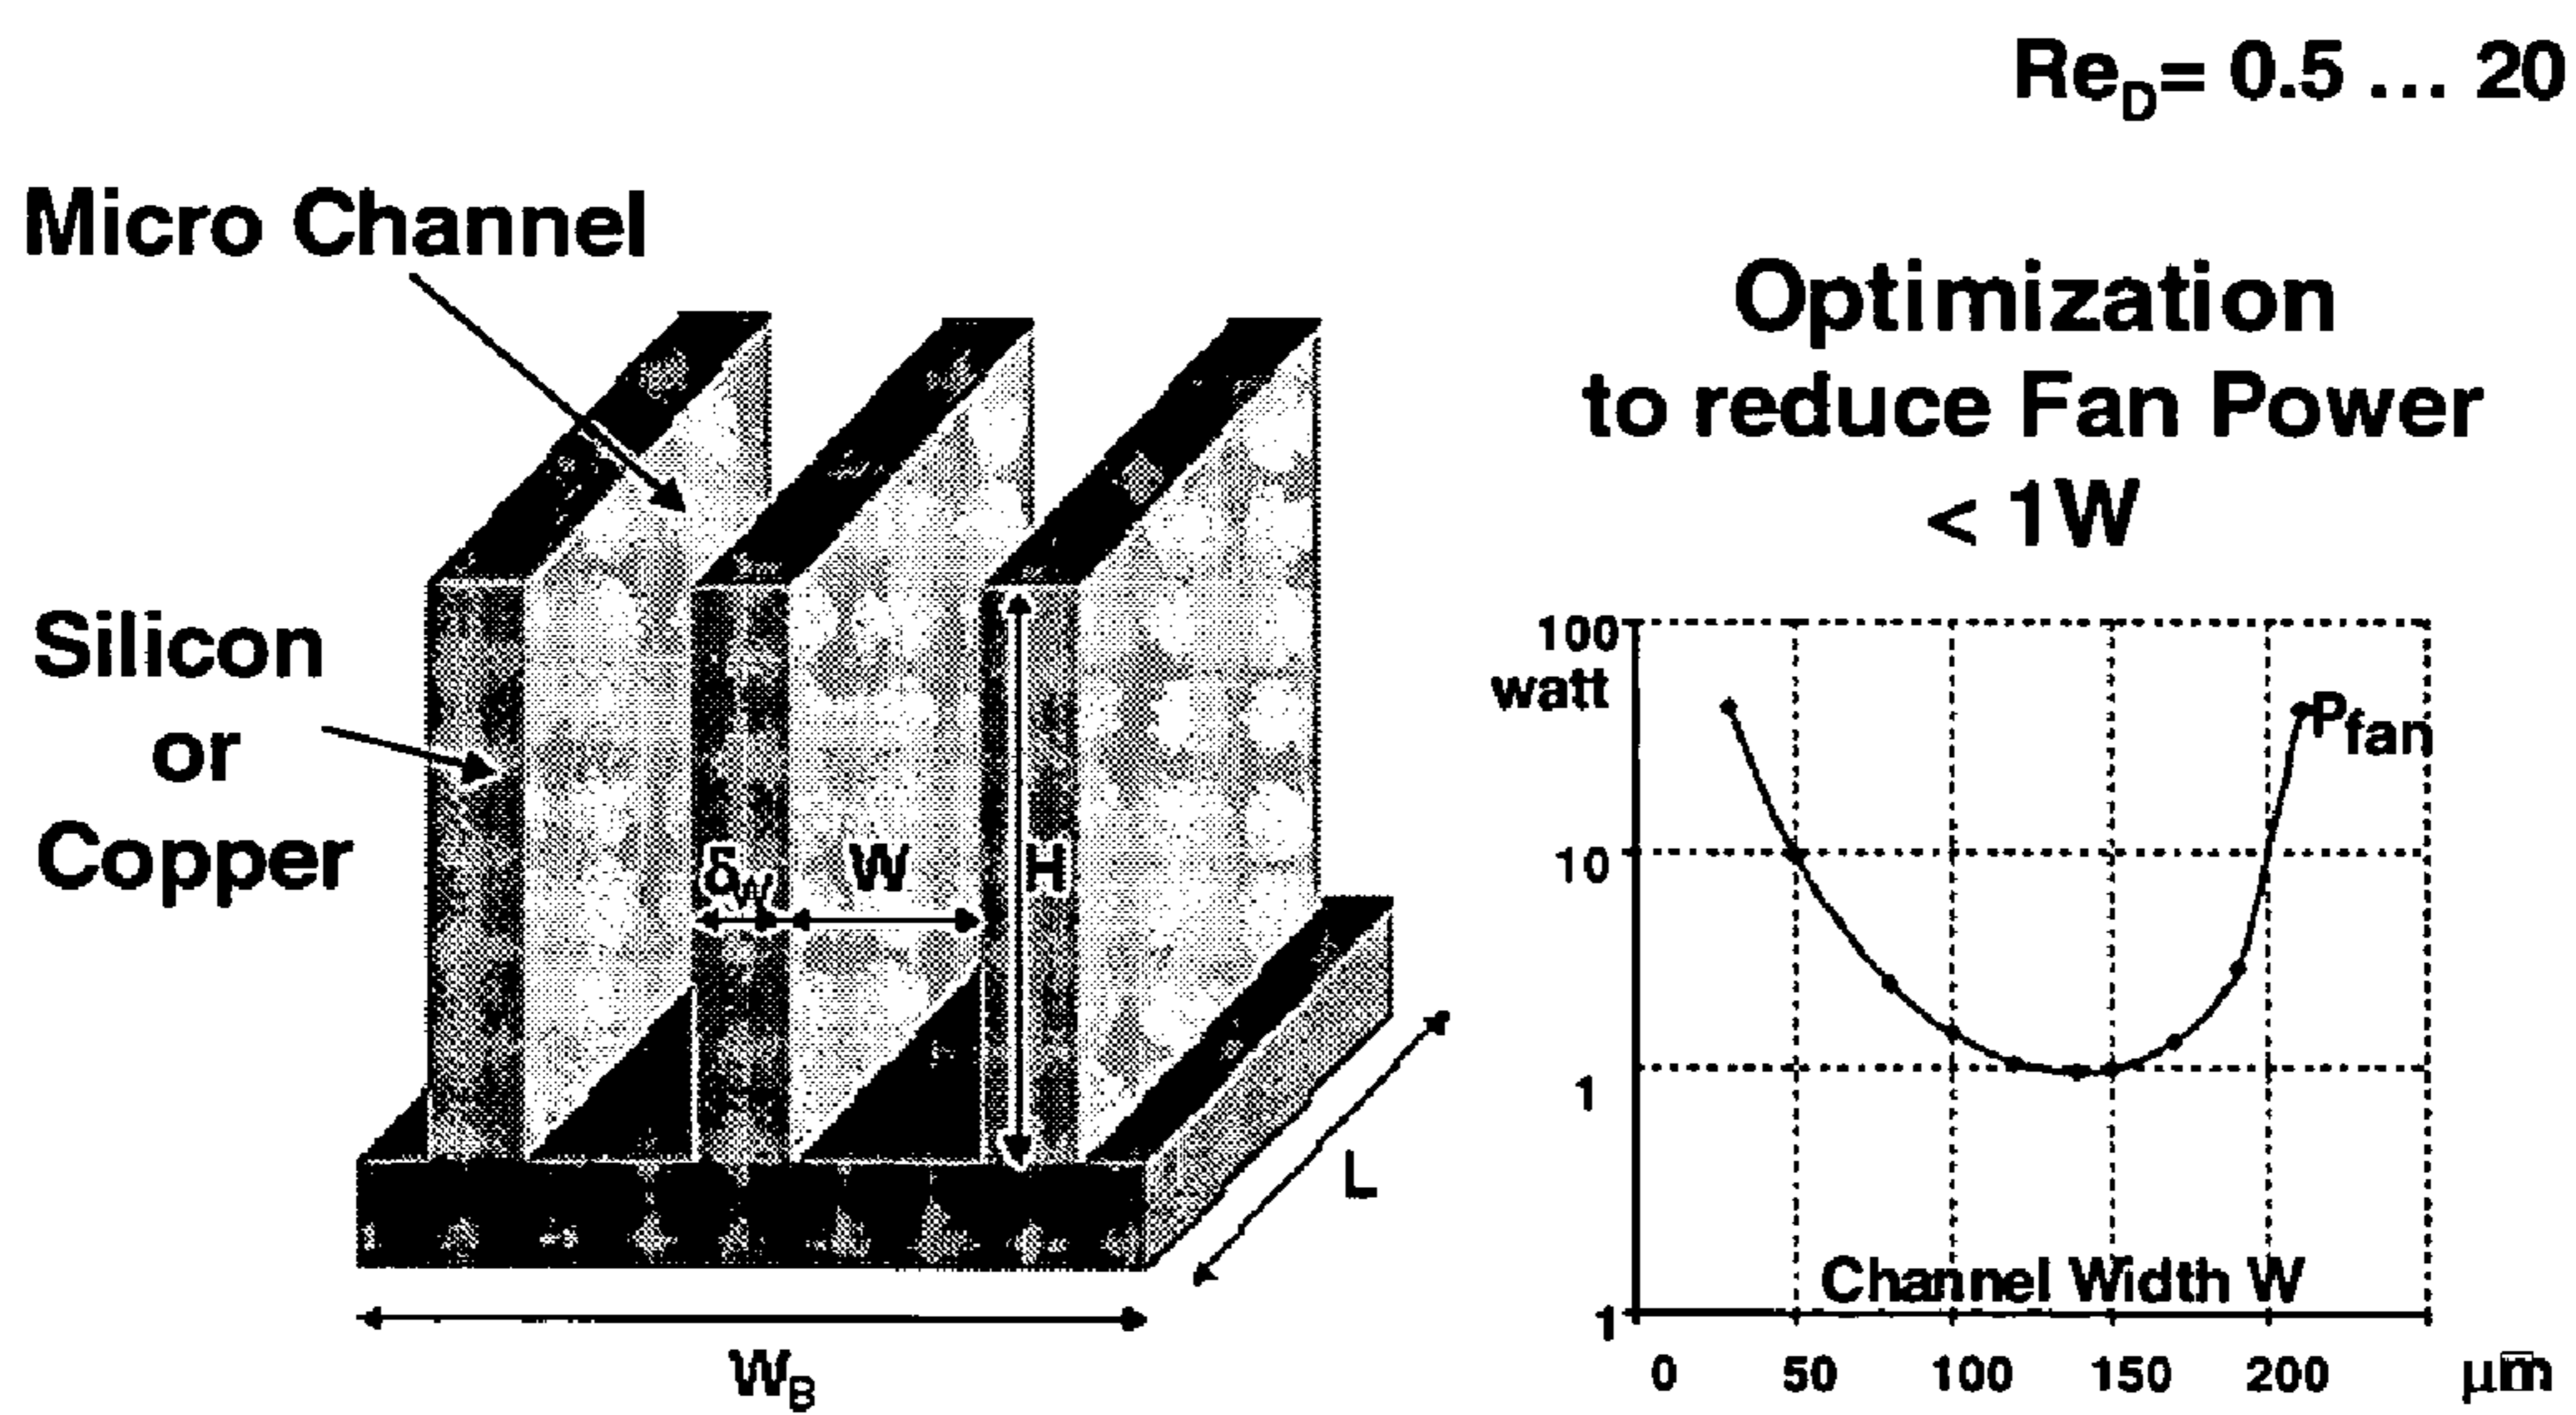 Re_D= 0.5 ... 20
Micro Channel
Optimization
to reduce Fan Power
< 1W
Silicon
or
Copper
δ_W
W
H
L
W_B
100
watt
10
1
1
P_fan
Channel Width W
0 50 100 150 200 μm